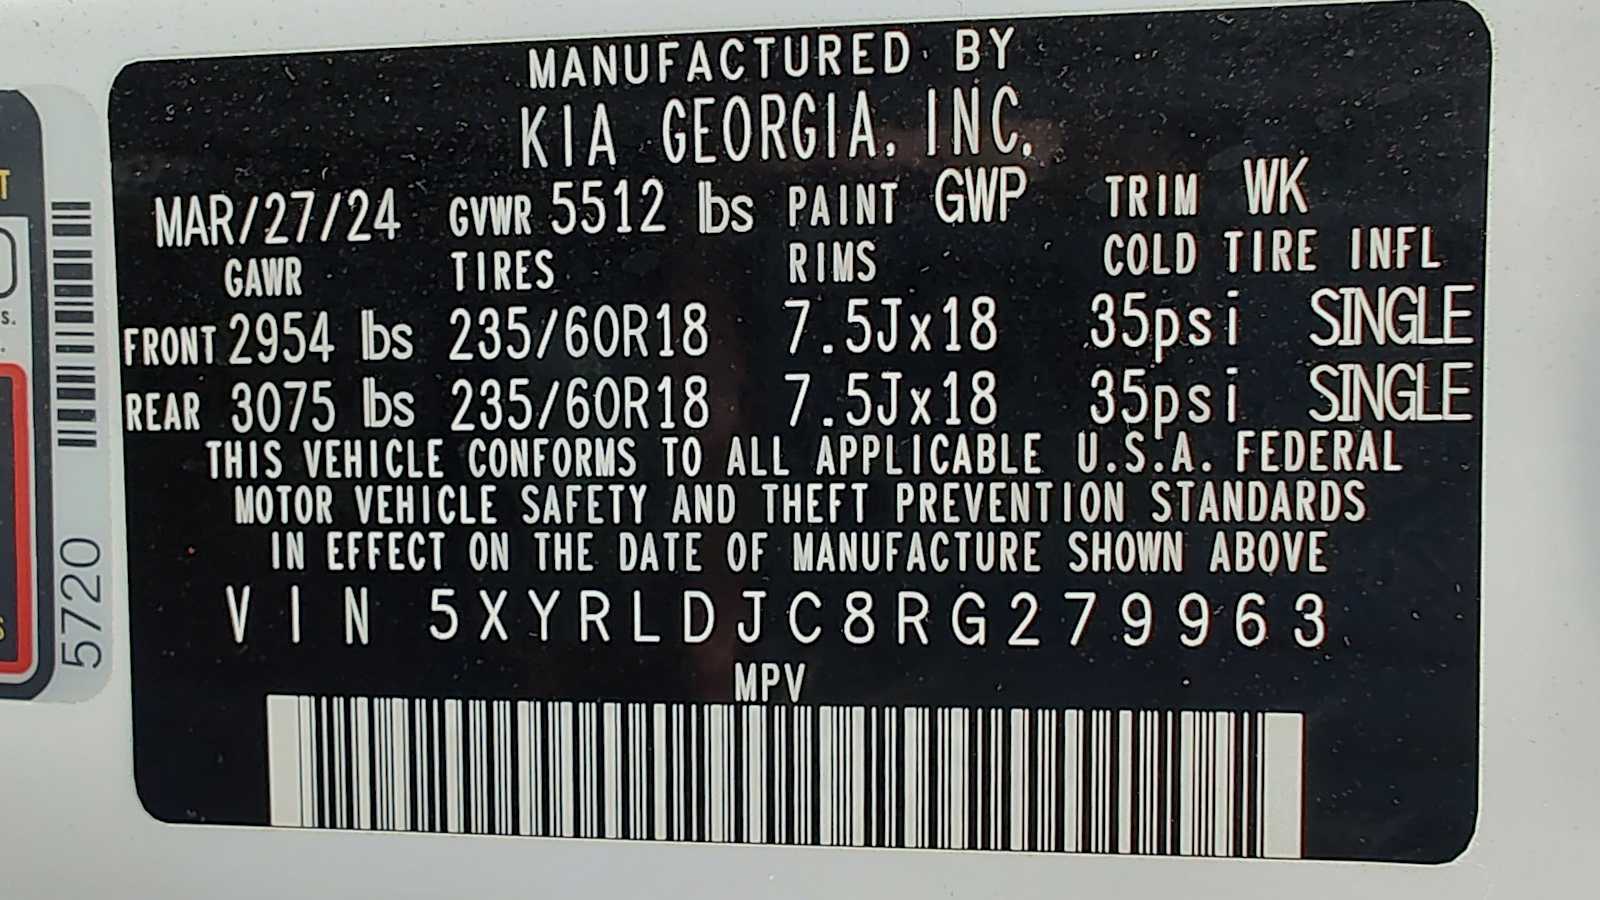 MANUFACTURED BY
KIA GEORGIA, INC.
MAR/27/24 GVWR 5512 lbs PAINT GWP TRIM WK
GAWR TIRES RIMS COLD TIRE INFL
FRONT 2954 lbs 235/60R18 7.5Jx18 35psi SINGLE
REAR 3075 lbs 235/60R18 7.5Jx18 35psi SINGLE
THIS VEHICLE CONFORMS TO ALL APPLICABLE U.S.A. FEDERAL
MOTOR VEHICLE SAFETY AND THEFT PREVENTION STANDARDS
IN EFFECT ON THE DATE OF MANUFACTURE SHOWN ABOVE
VIN 5XYRLDJC8RG279963
MPV
5720